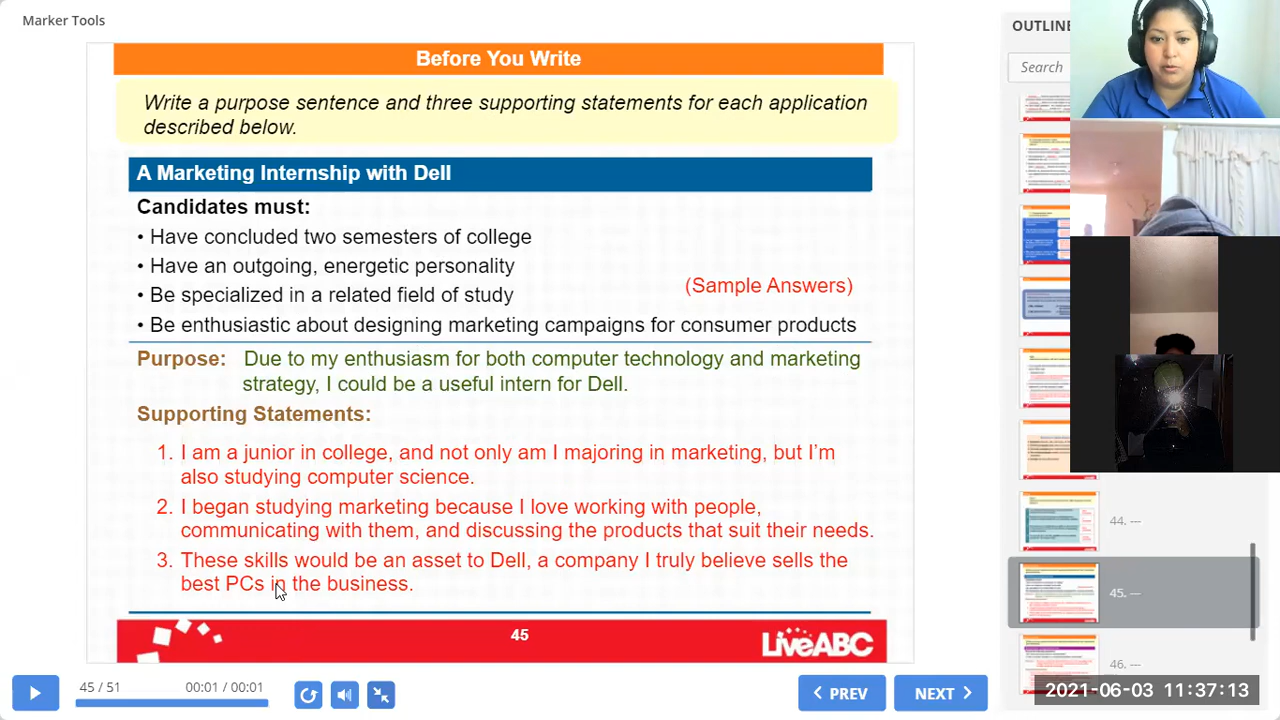 Marker Tools
Before You Write
Write a purpose sentence and three supporting statements for each application
described below.
A Marketing Internship with Dell
Candidates must:
• Have concluded two semesters of college
• Have an outgoing, energetic personality
• Be specialized in a related field of study
(Sample Answers)
• Be enthusiastic about designing marketing campaigns for consumer products
Purpose: Due to my enthusiasm for both computer technology and marketing
strategy, I could be a useful intern for Dell.
Supporting Statements:
1. I am a junior in college, and not only am I majoring in marketing, but I'm
also studying computer science.
2. I began studying marketing because I love working with people,
communicating with them, and discussing the products that suit their needs.
3. These skills would be an asset to Dell, a company I truly believe sells the
best PCs in the business.
45
LiveABC
45 / 51
00:01 / 00:01
PREV
NEXT
OUTLINE
Search
44. ---
45. ---
46. ---
2021-06-03 11:37:13